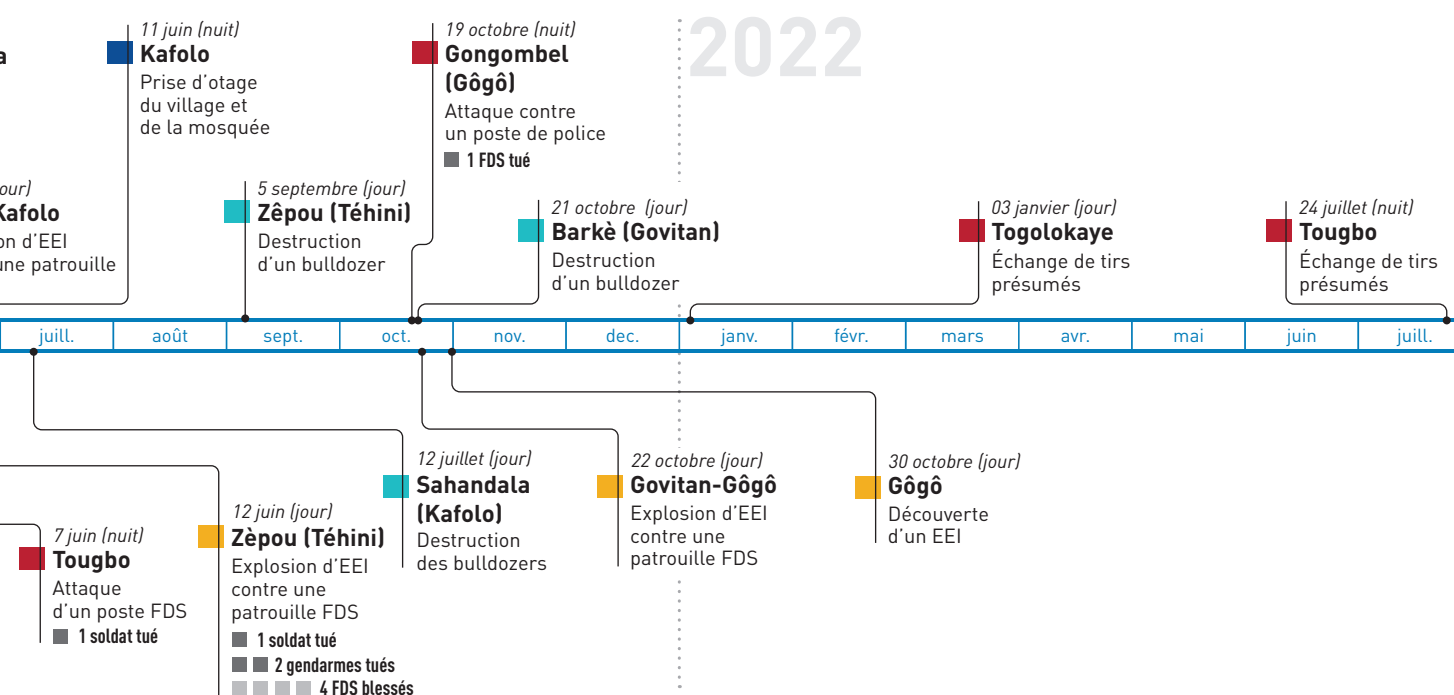 11 juin (nuit)
Kafolo
Prise d'otage
du village et
de la mosquée
19 octobre (nuit)
Gongombel
(Gôgô)
Attaque contre
un poste de police
1 FDS tué
2022
Kafolo
on d'EEI
une patrouille
5 septembre (jour)
Zêpou (Téhini)
Destruction
d'un bulldozer
21 octobre (jour)
Barkè (Govitan)
Destruction
d'un bulldozer
03 janvier (jour)
Togolokaye
Échange de tirs
présumés
24 juillet (nuit)
Tougbo
Échange de tirs
présumés
juill. août sept. oct. nov. dec. janv. févr. mars avr. mai juin juill.
7 juin (nuit)
Tougbo
Attaque
d'un poste FDS
1 soldat tué
12 juin (jour)
Zèpou (Téhini)
Explosion d'EEI
contre une
patrouille FDS
1 soldat tué
2 gendarmes tués
4 FDS blessés
12 juillet (jour)
Sahandala
(Kafolo)
Destruction
des bulldozers
22 octobre (jour)
Govitan-Gôgô
Explosion d'EEI
contre une
patrouille FDS
30 octobre (jour)
Gôgô
Découverte
d'un EEI